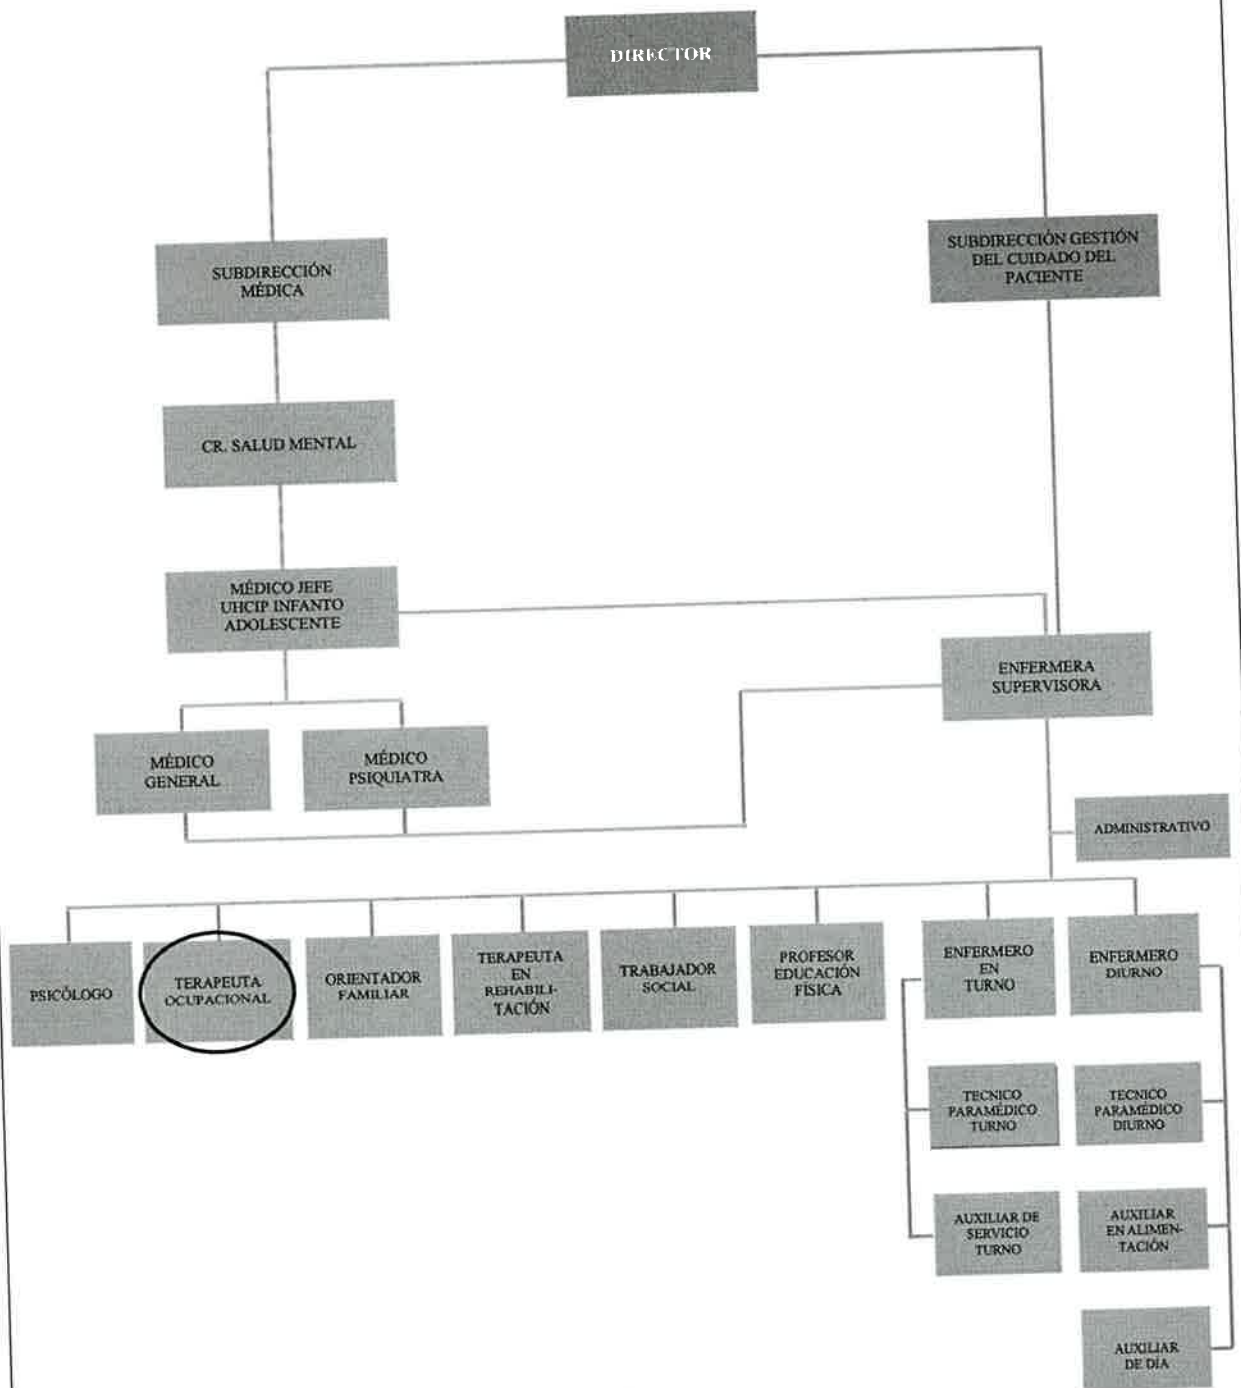 DIRECTOR
SUBDIRECCIÓN
MÉDICA
SUBDIRECCIÓN GESTIÓN
DEL CUIDADO DEL
PACIENTE
CR. SALUD MENTAL
MÉDICO JEFE
UHCIP INFANTO
ADOLESCENTE
ENFERMERA
SUPERVISORA
MÉDICO
GENERAL
MÉDICO
PSIQUIATRA
ADMINISTRATIVO
PSICÓLOGO
TERAPEUTA
OCUPACIONAL
ORIENTADOR
FAMILIAR
TERAPEUTA
EN
REHABILI-
TACIÓN
TRABAJADOR
SOCIAL
PROFESOR
EDUCACIÓN
FÍSICA
ENFERMERO
EN
TURNO
ENFERMERO
DIURNO
TECNICO
PARAMÉDICO
TURNO
TECNICO
PARAMÉDICO
DIURNO
AUXILIAR DE
SERVICIO
TURNO
AUXILIAR
EN ALIMEN-
TACIÓN
AUXILIAR
DE DÍA